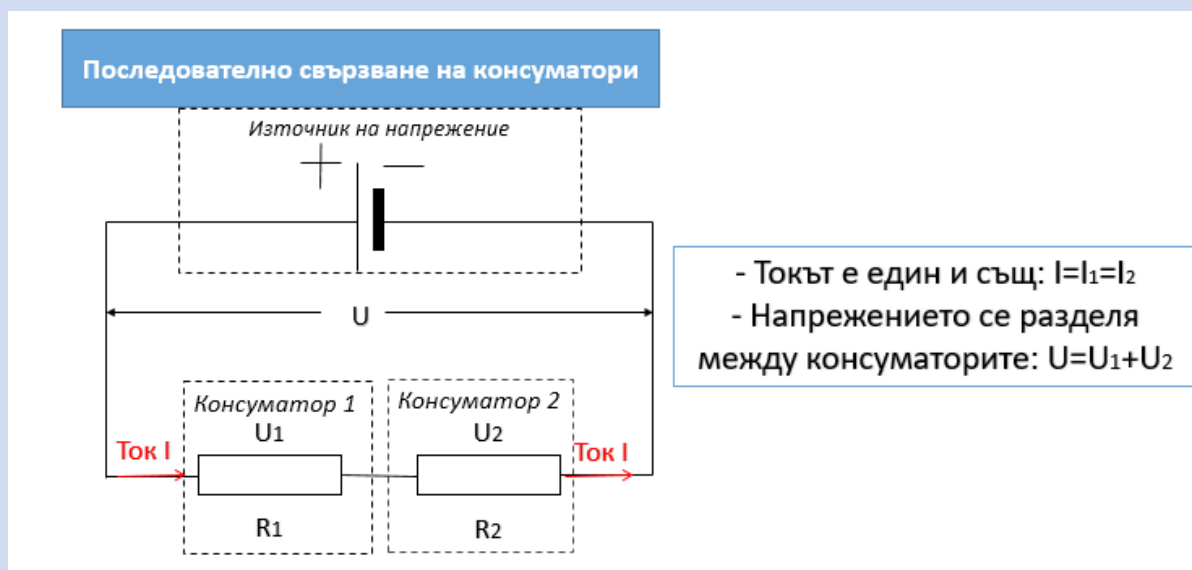 Последователно свързване на консуматори
Източник на напрежение
+ −
U
Консуматор 1 Консуматор 2
U1 U2
Ток I Ток I
R1 R2
- Токът е един и същ: I=I1=I2
- Напрежението се разделя
между консуматорите: U=U1+U2